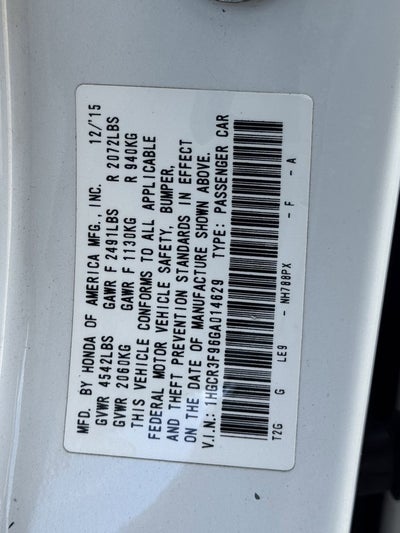 MFD. BY HONDA OF AMERICA MFG., INC. 12/'15
GVWR 4542LBS GAWR F 2491LBS R 2072LBS
GVWR 2060KG GAWR F 1130KG R 940KG
THIS VEHICLE CONFORMS TO ALL APPLICABLE
FEDERAL MOTOR VEHICLE SAFETY, BUMPER,
AND THEFT PREVENTION STANDARDS IN EFFECT
ON THE DATE OF MANUFACTURE SHOWN ABOVE.
V.I.N.: 1HGCR3F96GA014629 TYPE: PASSENGER CAR
T2G G LE9 - NH788PX - F - A